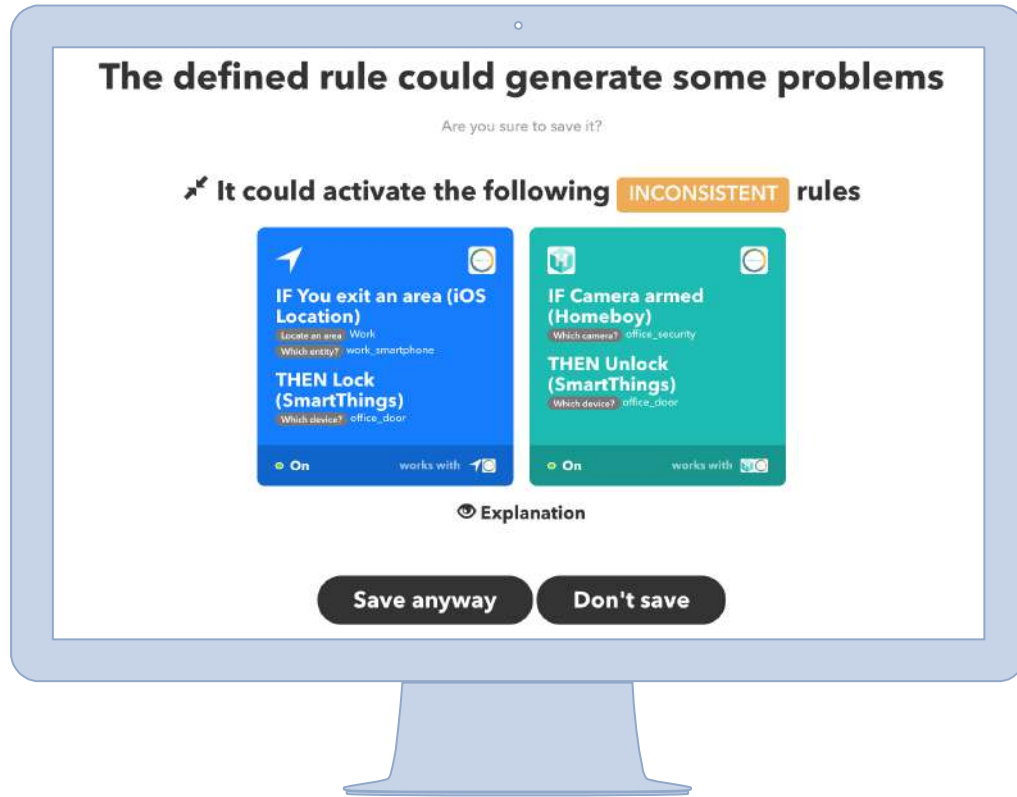 The defined rule could generate some problems
Are you sure to save it?
It could activate the following INCONSISTENT rules
IF You exit an area (iOS
Location)
Locate an area Work
Which entity? work_smartphone
THEN Lock
(SmartThings)
Which device? office_door
On works with
H
IF Camera armed
(Homeboy)
Which camera? office_security
THEN Unlock
(SmartThings)
Which device? office_door
On works with
Explanation
Save anyway Don't save